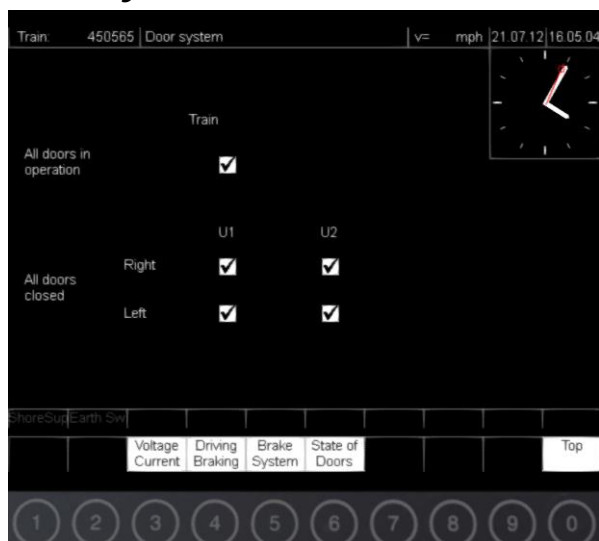 Train: 450565 Door system v= mph 21.07.12 16.05.04
Train
All doors in
operation
U1 U2
Right
All doors
closed
Left
ShoreSup Earth Sw
Voltage Current
Driving Braking
Brake System
State of Doors
Top
1 2 3 4 5 6 7 8 9 0